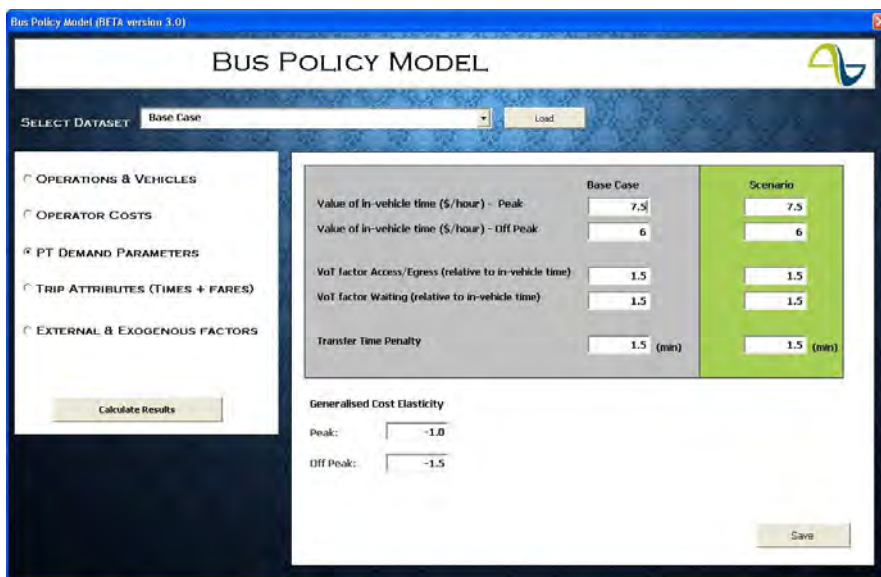 Bus Policy Model (BETA version 3.0)
BUS POLICY MODEL
SELECT DATASET Base Case Load
OPERATIONS & VEHICLES
OPERATOR COSTS
PT DEMAND PARAMETERS
TRIP ATTRIBUTES (TIMES + FARES)
EXTERNAL & EXOGENOUS FACTORS
Calculate Results
Base Case Scenario
Value of in-vehicle time ($/hour) - Peak 7.5 7.5
Value of in-vehicle time ($/hour) - Off Peak 6 6
VoT factor Access/Egress (relative to in-vehicle time) 1.5 1.5
VoT factor Waiting (relative to in-vehicle time) 1.5 1.5
Transfer Time Penalty 1.5 (min) 1.5 (min)
Generalised Cost Elasticity
Peak: -1.0
Off Peak: -1.5
Save